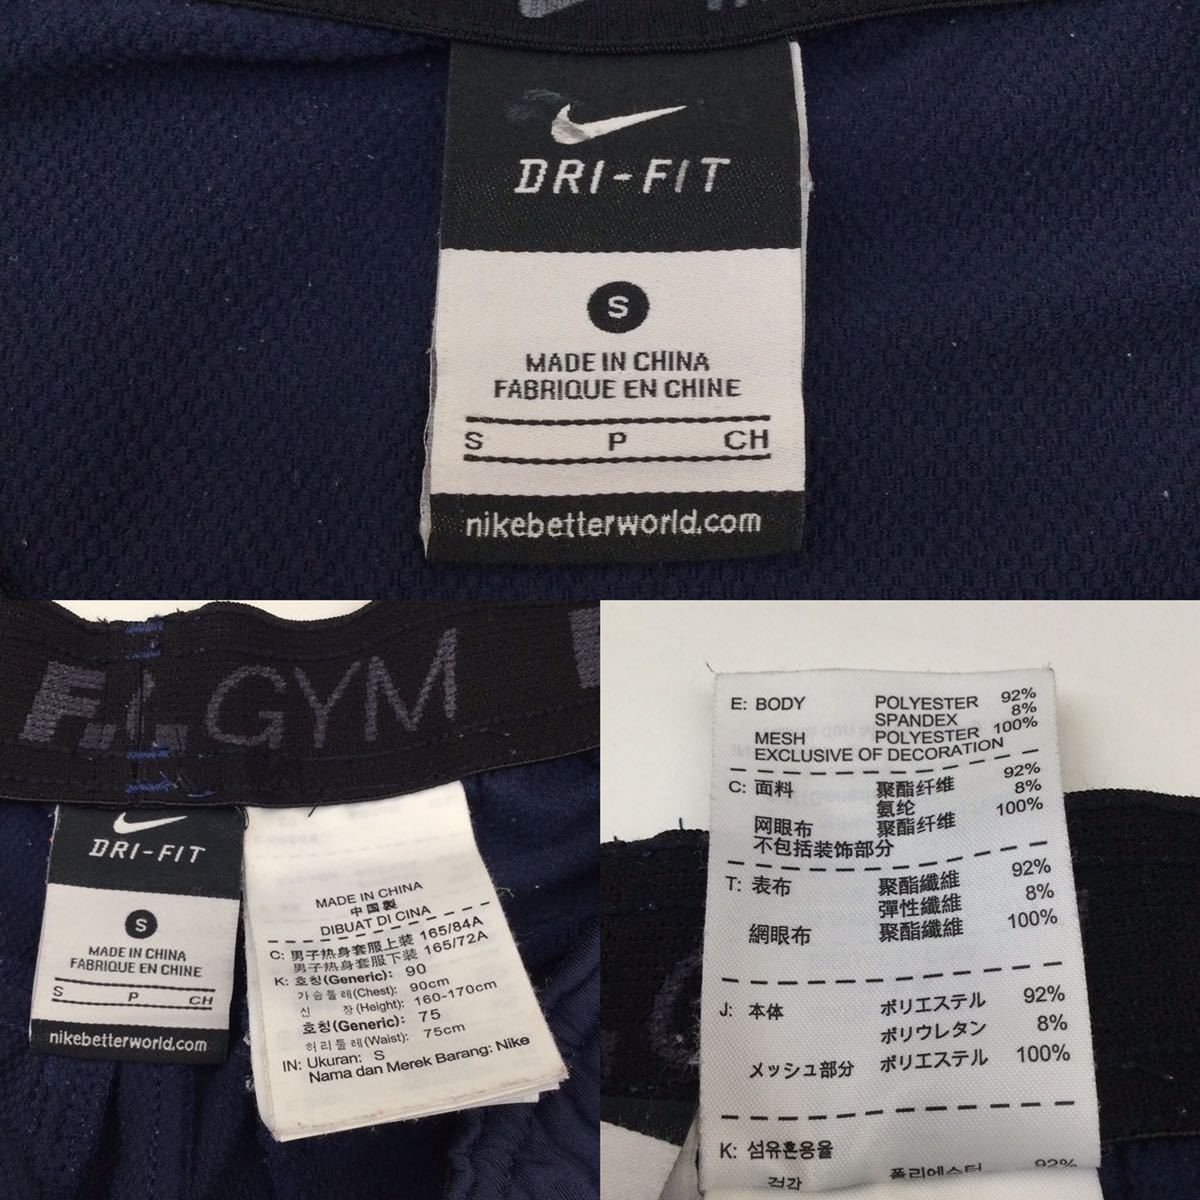 DRI-FIT
S
MADE IN CHINA
FABRIQUE EN CHINE
S P CH
nikebetterworld.com
F.C. GYM
DRI-FIT
S
MADE IN CHINA
FABRIQUE EN CHINE
S P CH
nikebetterworld.com
MADE IN CHINA
中国製
DIBUAT DI CINA
C: 男子热身套服上装 165/84A
男子热身套服下装 165/72A
K: 호칭(Generic): 90
가슴둘레(Chest): 90cm
신 장(Height): 160-170cm
호칭(Generic): 75
허리둘레(Waist): 75cm
IN: Ukuran: S
Nama dan Merek Barang: Nike
E: BODY POLYESTER 92%
SPANDEX 8%
MESH POLYESTER 100%
EXCLUSIVE OF DECORATION
C: 面料 聚酯纤维 92%
氨纶 8%
网眼布 聚酯纤维 100%
不包括装饰部分
T: 表布 聚酯纖維 92%
彈性纖維 8%
網眼布 聚酯纖維 100%
J: 本体 ポリエステル 92%
ポリウレタン 8%
メッシュ部分 ポリエステル 100%
K: 섬유혼용율
겉감 폴리에스터 92%